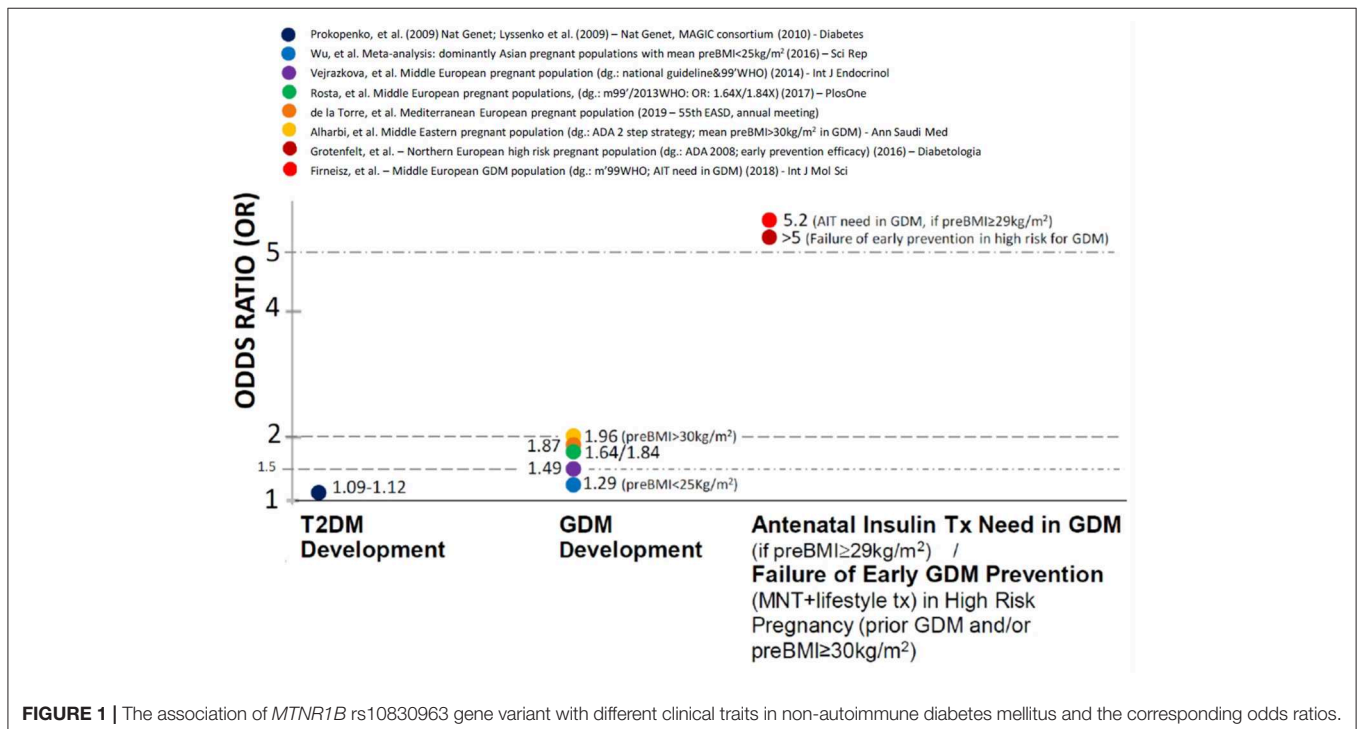 Prokopenko, et al. (2009) Nat Genet; Lyssenko et al. (2009) – Nat Genet, MAGIC consortium (2010) - Diabetes
Wu, et al. Meta-analysis: dominantly Asian pregnant populations with mean preBMI<25kg/m² (2016) – Sci Rep
Vejrazkova, et al. Middle European pregnant population (dg.: national guideline&99'WHO) (2014) - Int J Endocrinol
Rosta, et al. Middle European pregnant populations, (dg.: m99'/2013WHO: OR: 1.64X/1.84X) (2017) – PlosOne
de la Torre, et al. Mediterranean European pregnant population (2019 – 55th EASD, annual meeting)
Alharbi, et al. Middle Eastern pregnant population (dg.: ADA 2 step strategy; mean preBMI>30kg/m² in GDM) - Ann Saudi Med
Grotenfelt, et al. – Northern European high risk pregnant population (dg.: ADA 2008; early prevention efficacy) (2016) – Diabetologia
Firneisz, et al. – Middle European GDM population (dg.: m'99WHO; AIT need in GDM) (2018) - Int J Mol Sci
ODDS RATIO (OR)
5.2 (AIT need in GDM, if preBMI≥29kg/m²)
>5 (Failure of early prevention in high risk for GDM)
5
4
2
1.96 (preBMI>30kg/m²)
1.87
1.64/1.84
1.5
1.49
1.29 (preBMI<25Kg/m²)
1.09-1.12
1
T2DM
Development
GDM
Development
Antenatal Insulin Tx Need in GDM
(if preBMI≥29kg/m²) /
Failure of Early GDM Prevention
(MNT+lifestyle tx) in High Risk
Pregnancy (prior GDM and/or
preBMI≥30kg/m²)
FIGURE 1 | The association of MTNR1B rs10830963 gene variant with different clinical traits in non-autoimmune diabetes mellitus and the corresponding odds ratios.